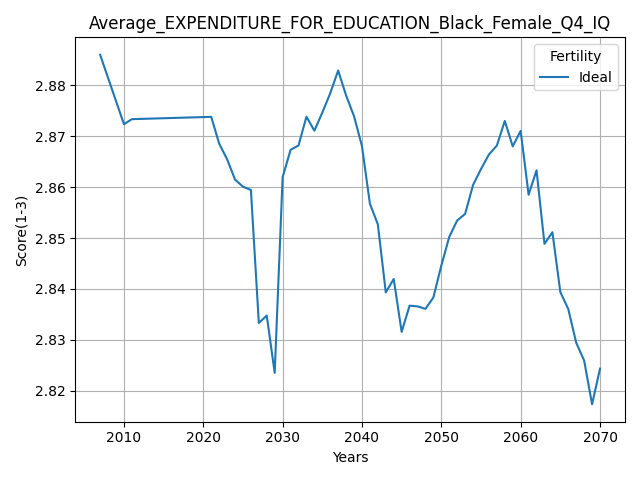 Average_EXPENDITURE_FOR_EDUCATION_Black_Female_Q4_IQ
Fertility
Ideal
Score(1-3)
2.88
2.87
2.86
2.85
2.84
2.83
2.82
2010 2020 2030 2040 2050 2060 2070
Years